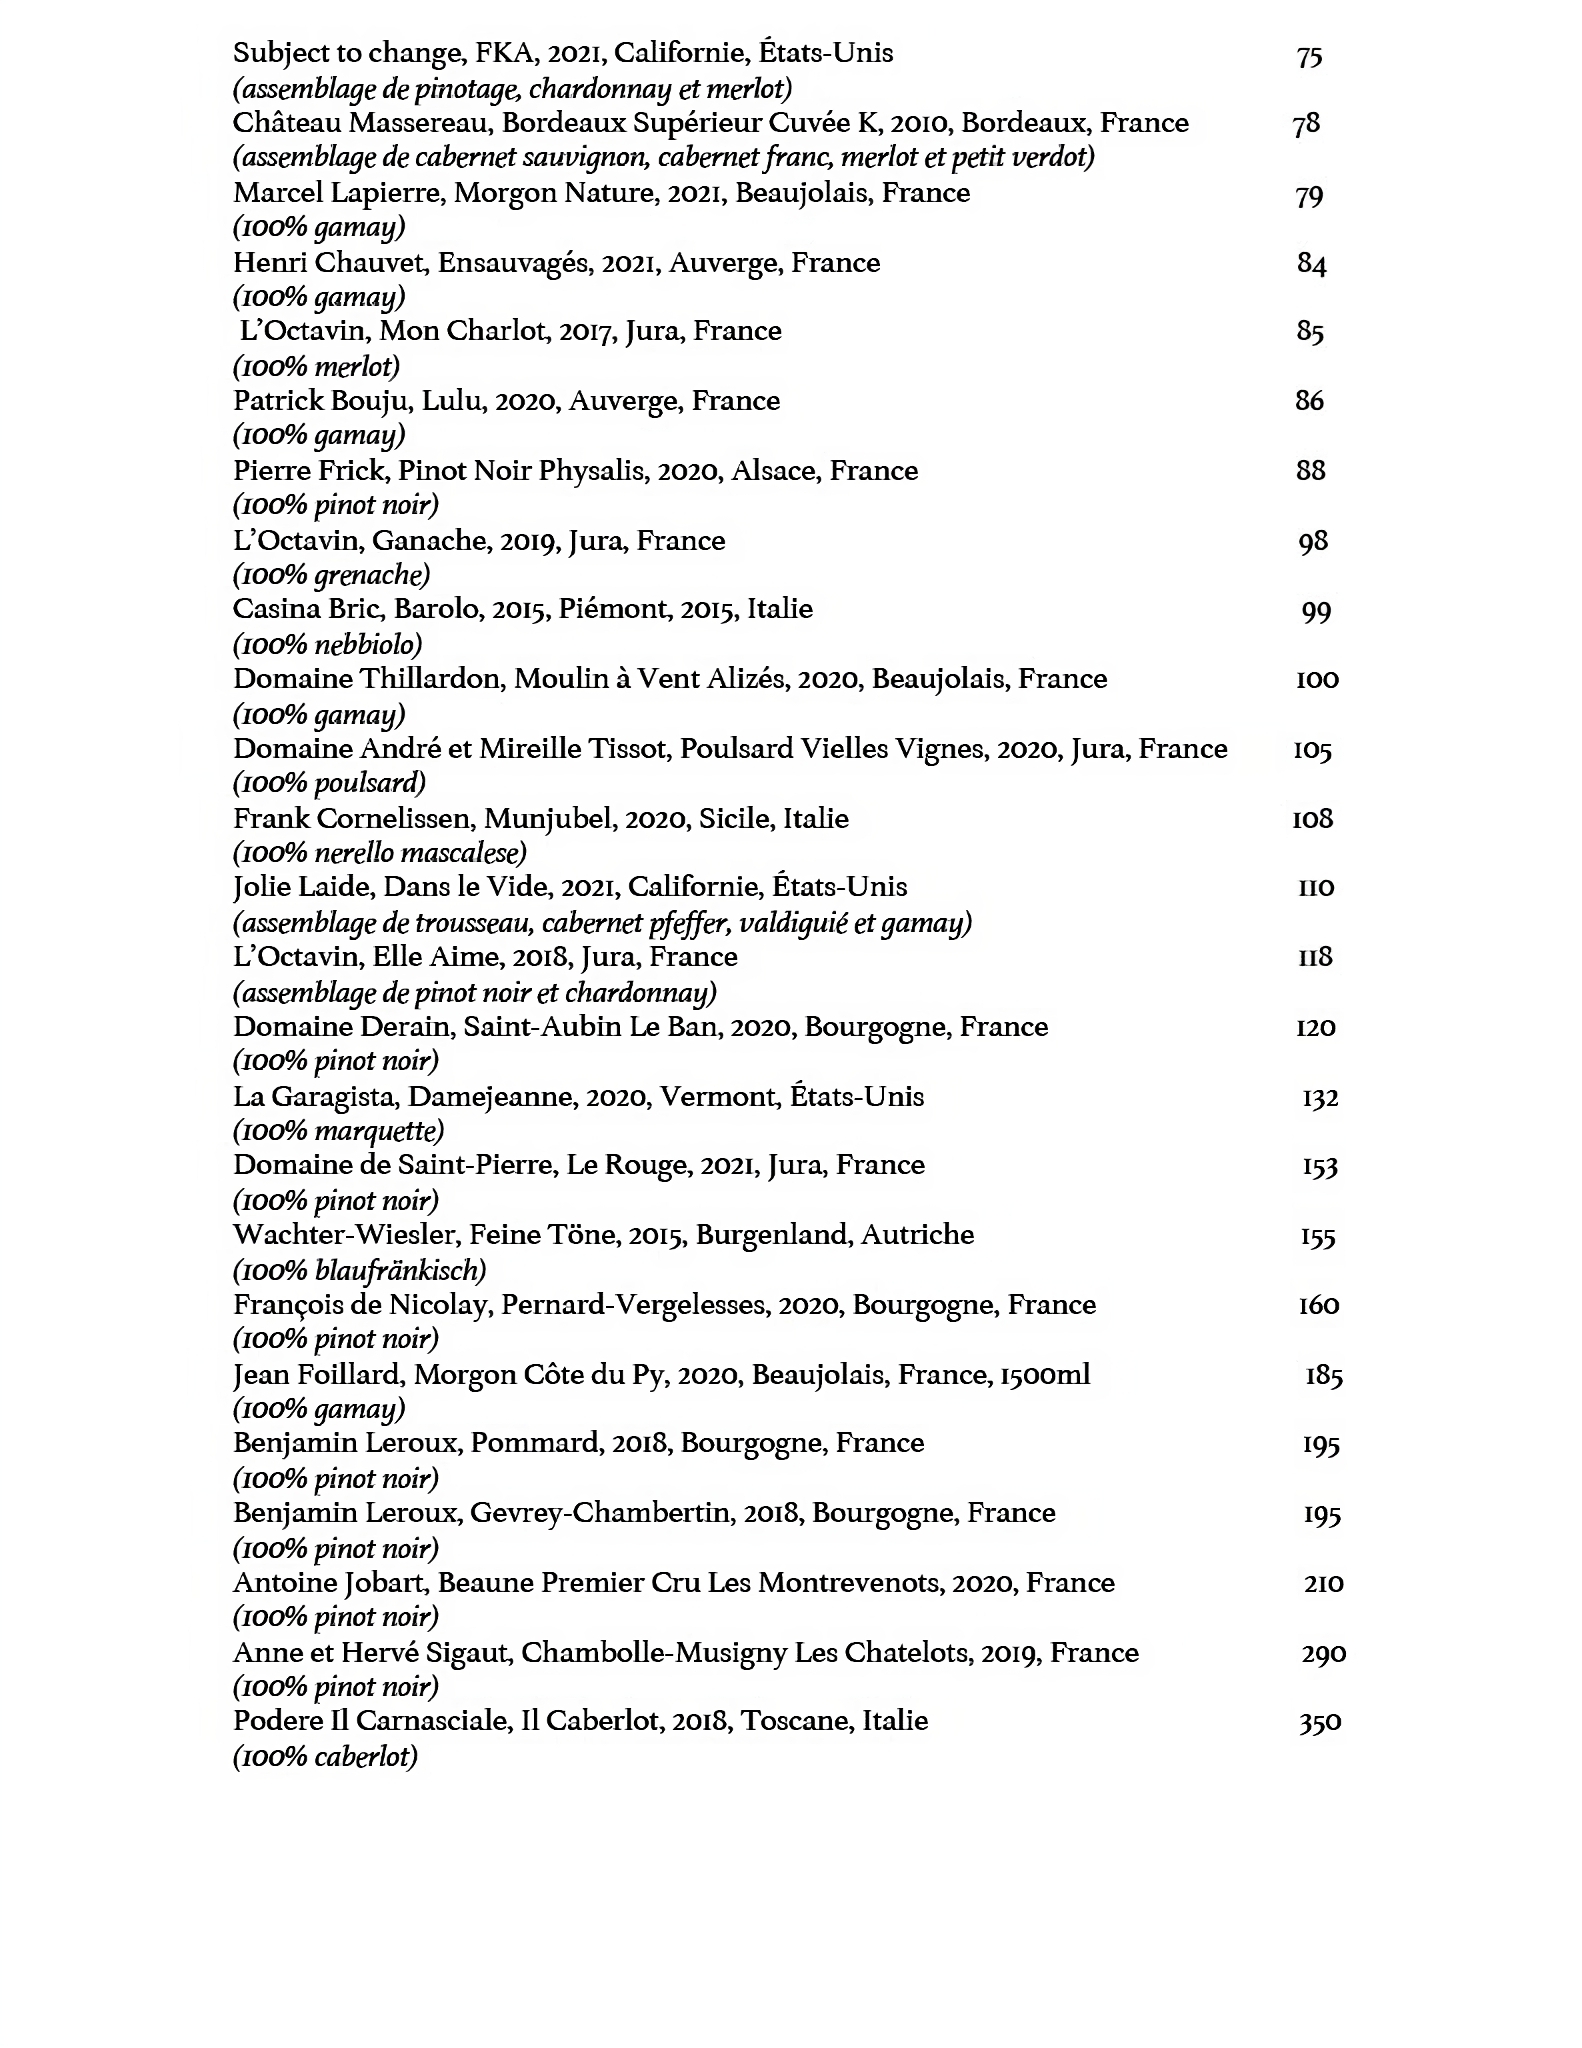 Subject to change, FKA, 2021, Californie, États-Unis 75
(assemblage de pinotage, chardonnay et merlot)
Château Massereau, Bordeaux Supérieur Cuvée K, 2010, Bordeaux, France 78
(assemblage de cabernet sauvignon, cabernet franc, merlot et petit verdot)
Marcel Lapierre, Morgon Nature, 2021, Beaujolais, France 79
(100% gamay)
Henri Chauvet, Ensauvagés, 2021, Auverge, France 84
(100% gamay)
L'Octavin, Mon Charlot, 2017, Jura, France 85
(100% merlot)
Patrick Bouju, Lulu, 2020, Auverge, France 86
(100% gamay)
Pierre Frick, Pinot Noir Physalis, 2020, Alsace, France 88
(100% pinot noir)
L'Octavin, Ganache, 2019, Jura, France 98
(100% grenache)
Casina Bric, Barolo, 2015, Piémont, 2015, Italie 99
(100% nebbiolo)
Domaine Thillardon, Moulin à Vent Alizés, 2020, Beaujolais, France 100
(100% gamay)
Domaine André et Mireille Tissot, Poulsard Vielles Vignes, 2020, Jura, France 105
(100% poulsard)
Frank Cornelissen, Munjubel, 2020, Sicile, Italie 108
(100% nerello mascalese)
Jolie Laide, Dans le Vide, 2021, Californie, États-Unis 110
(assemblage de trousseau, cabernet pfeffer, valdiguié et gamay)
L'Octavin, Elle Aime, 2018, Jura, France 118
(assemblage de pinot noir et chardonnay)
Domaine Derain, Saint-Aubin Le Ban, 2020, Bourgogne, France 120
(100% pinot noir)
La Garagista, Damejeanne, 2020, Vermont, États-Unis 132
(100% marquette)
Domaine de Saint-Pierre, Le Rouge, 2021, Jura, France 153
(100% pinot noir)
Wachter-Wiesler, Feine Töne, 2015, Burgenland, Autriche 155
(100% blaufränkisch)
François de Nicolay, Pernard-Vergelesses, 2020, Bourgogne, France 160
(100% pinot noir)
Jean Foillard, Morgon Côte du Py, 2020, Beaujolais, France, 1500ml 185
(100% gamay)
Benjamin Leroux, Pommard, 2018, Bourgogne, France 195
(100% pinot noir)
Benjamin Leroux, Gevrey-Chambertin, 2018, Bourgogne, France 195
(100% pinot noir)
Antoine Jobart, Beaune Premier Cru Les Montrevenots, 2020, France 210
(100% pinot noir)
Anne et Hervé Sigaut, Chambolle-Musigny Les Chatelots, 2019, France 290
(100% pinot noir)
Podere Il Carnasciale, Il Caberlot, 2018, Toscane, Italie 350
(100% caberlot)